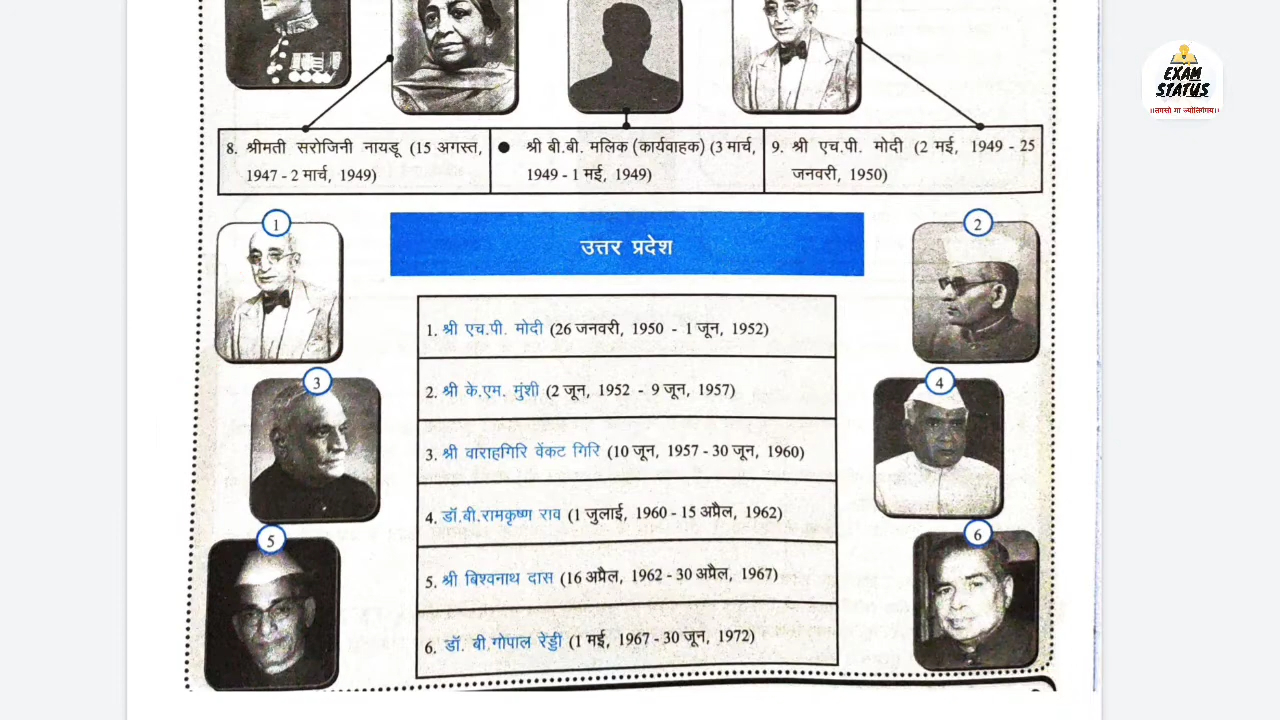 EXAM
STATUS
8. श्रीमती सरोजिनी नायडू (15 अगस्त,
1947 - 2 मार्च, 1949)
● श्री बी.बी. मलिक (कार्यवाहक) (3 मार्च,
1949 - 1 मई, 1949)
9. श्री एच.पी. मोदी (2 मई, 1949 - 25
जनवरी, 1950)
1
2
उत्तर प्रदेश
1. श्री एच.पी. मोदी (26 जनवरी, 1950 - 1 जून, 1952)
3
4
2. श्री के.एम. मुंशी (2 जून, 1952 - 9 जून, 1957)
3. श्री वाराहगिरि वेंकट गिरि (10 जून, 1957 - 30 जून, 1960)
4. डॉ.बी.रामकृष्ण राव (1 जुलाई, 1960 - 15 अप्रैल, 1962)
5
6
5. श्री बिश्वनाथ दास (16 अप्रैल, 1962 - 30 अप्रैल, 1967)
6. डॉ. बी.गोपाल रेड्डी (1 मई, 1967 - 30 जून, 1972)